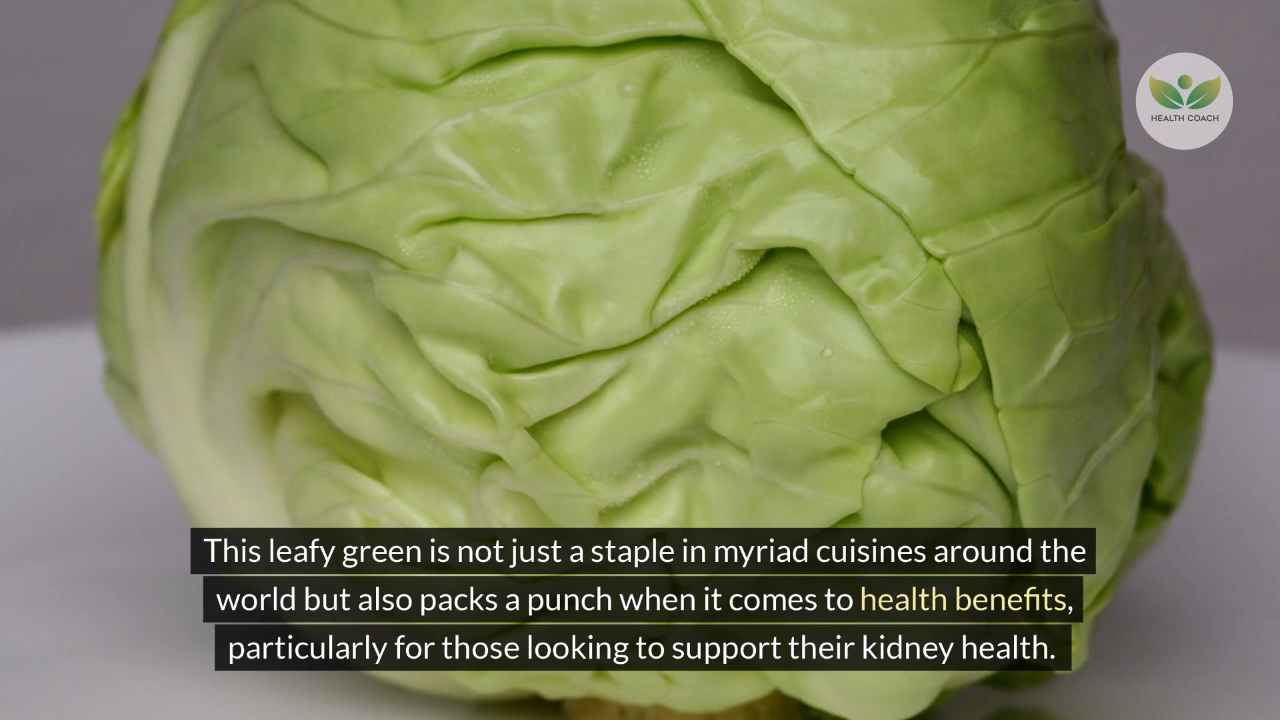 HEALTH COACH
This leafy green is not just a staple in myriad cuisines around the
world but also packs a punch when it comes to health benefits,
particularly for those looking to support their kidney health.